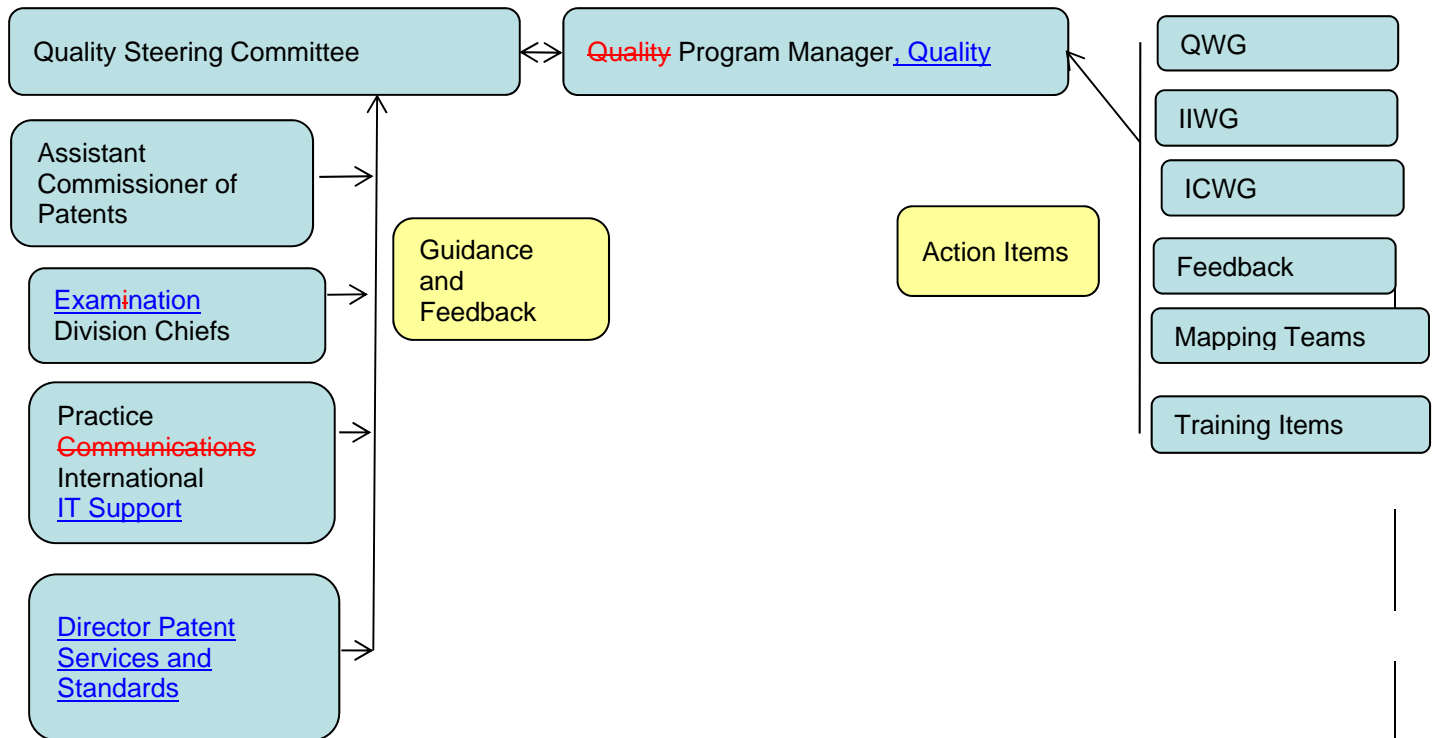 Quality Steering Committee
Quality Program Manager, Quality
QWG
IIWG
ICWG
Feedback
Mapping Teams
Training Items
Assistant
Commissioner of
Patents
Examination
Division Chiefs
Practice
Communications
International
IT Support
Director Patent
Services and
Standards
Guidance
and
Feedback
Action Items